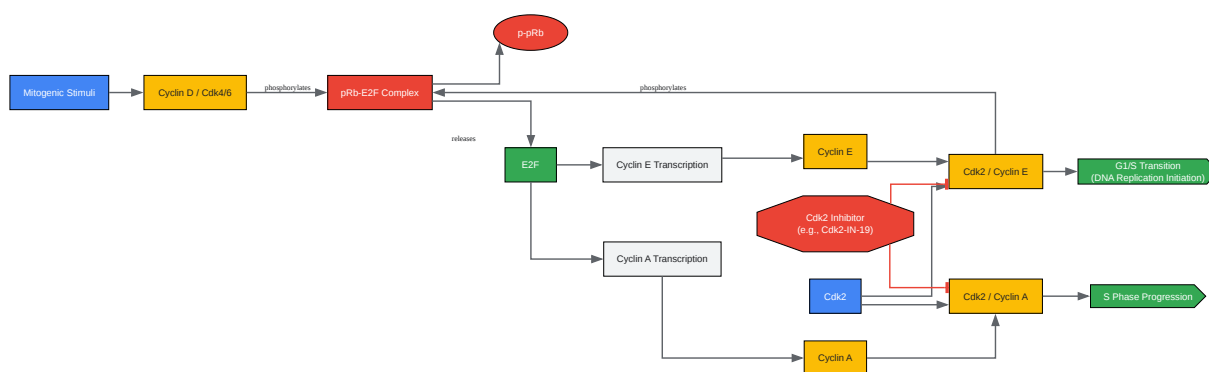 p-pRb
Mitogenic Stimuli
Cyclin D / Cdk4/6
phosphorylates
pRb-E2F Complex
phosphorylates
releases
E2F
Cyclin E Transcription
Cyclin E
Cdk2 / Cyclin E
G1/S Transition
(DNA Replication Initiation)
Cdk2 Inhibitor
(e.g., Cdk2-IN-19)
Cyclin A Transcription
Cdk2
Cdk2 / Cyclin A
S Phase Progression
Cyclin A